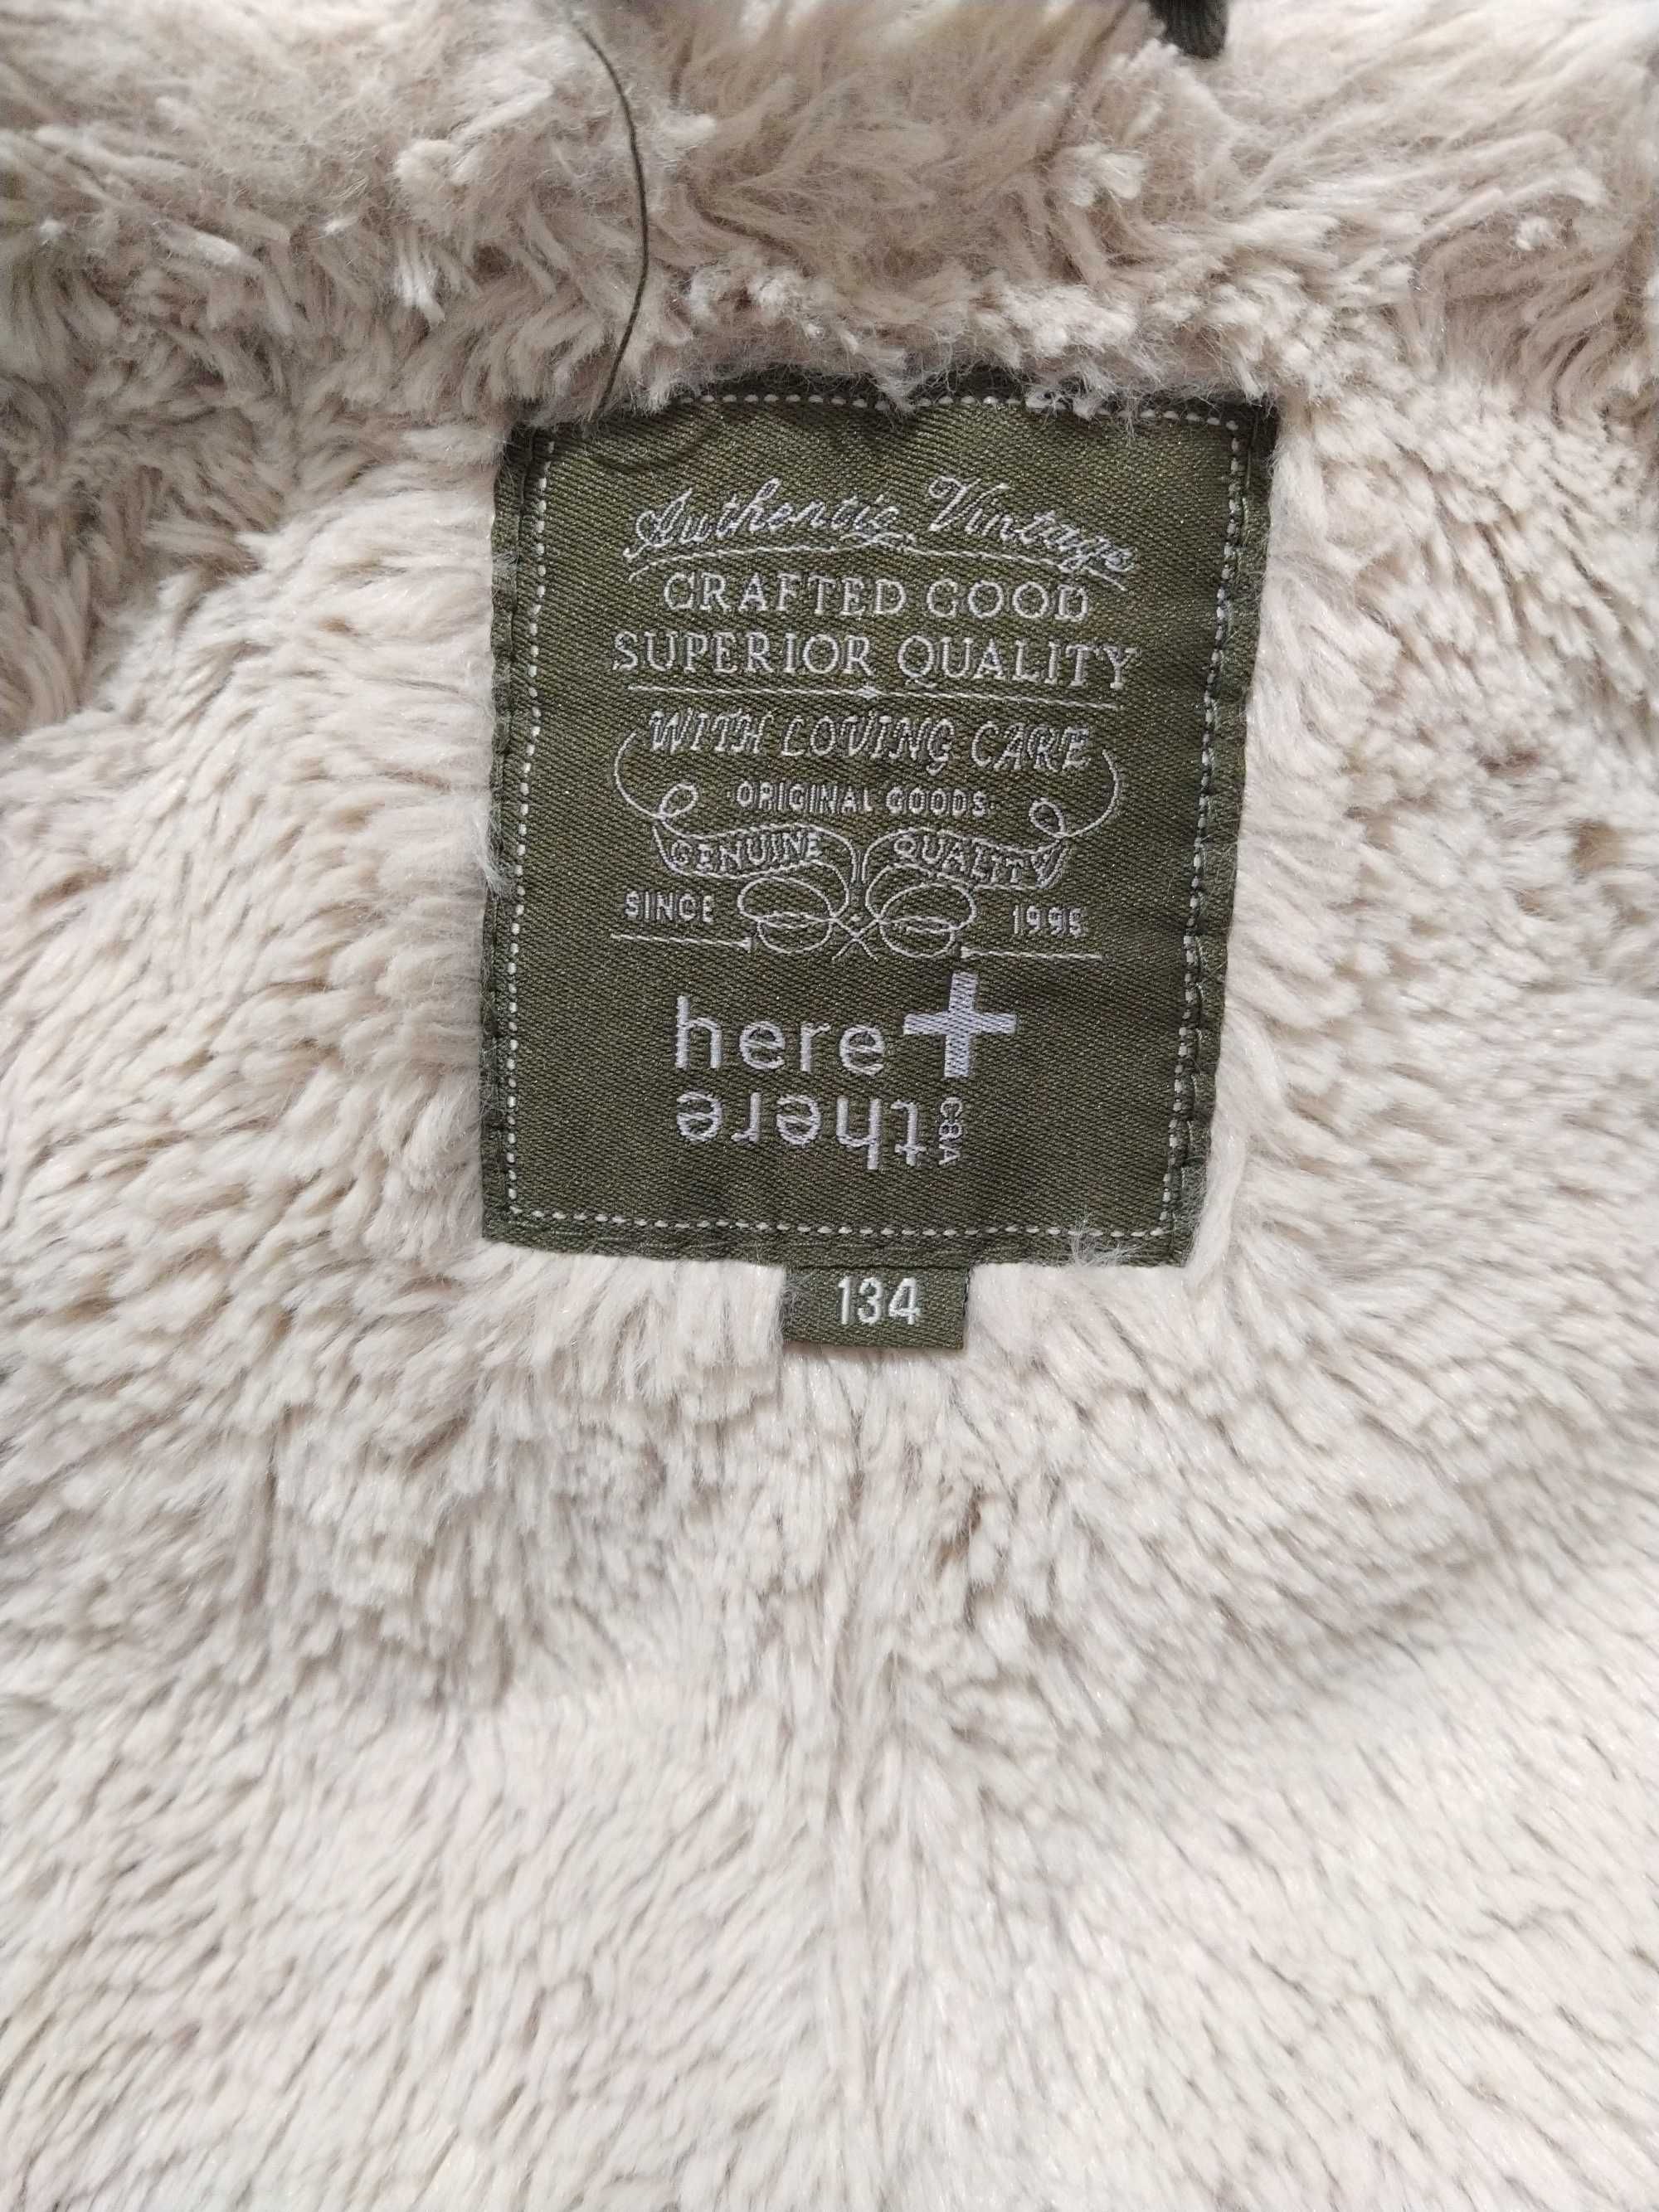 Authentic Vintage
CRAFTED GOOD
SUPERIOR QUALITY
WITH LOVING CARE
ORIGINAL GOODS
GENUINE QUALITY
SINCE 1995
here +
there C&A
134